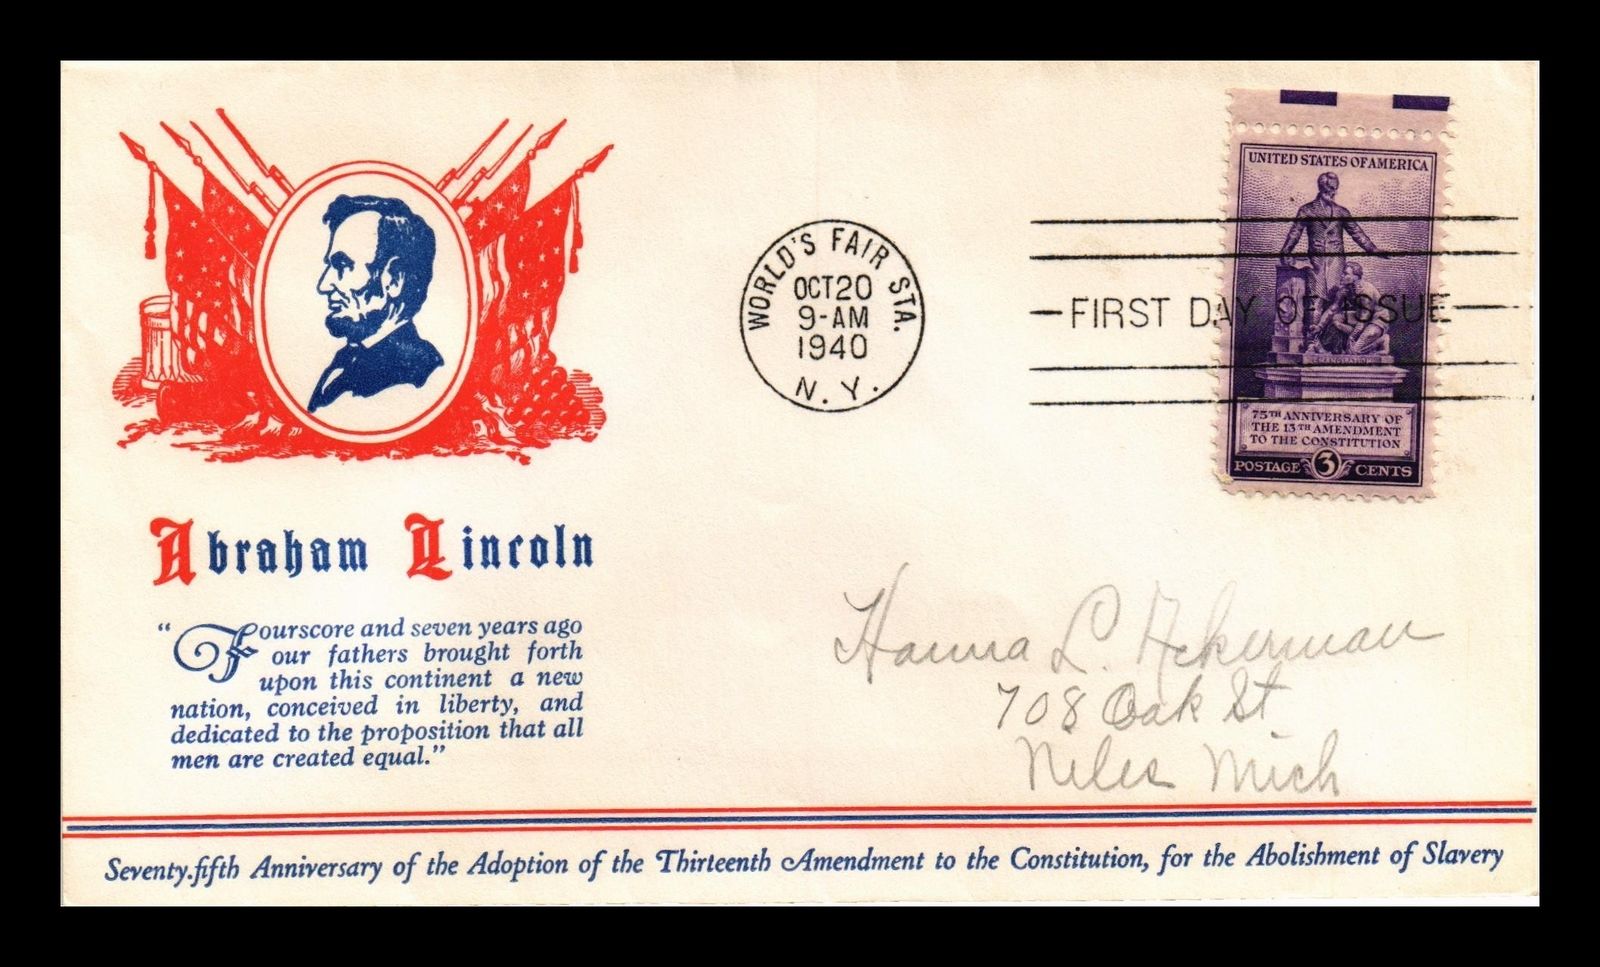 Abraham Lincoln
"Fourscore and seven years ago
our fathers brought forth
upon this continent a new
nation, conceived in liberty, and
dedicated to the proposition that all
men are created equal."
WORLD'S FAIR STA.
OCT 20
9-AM
1940
N. Y.
FIRST DAY OF ISSUE
UNITED STATES OF AMERICA
EMANCIPATION
75TH ANNIVERSARY OF
THE 13TH AMENDMENT
TO THE CONSTITUTION
POSTAGE 3 CENTS
Hanna L. Ackerman
708 Oak St
Niles Mich
Seventy-fifth Anniversary of the Adoption of the Thirteenth Amendment to the Constitution, for the Abolishment of Slavery